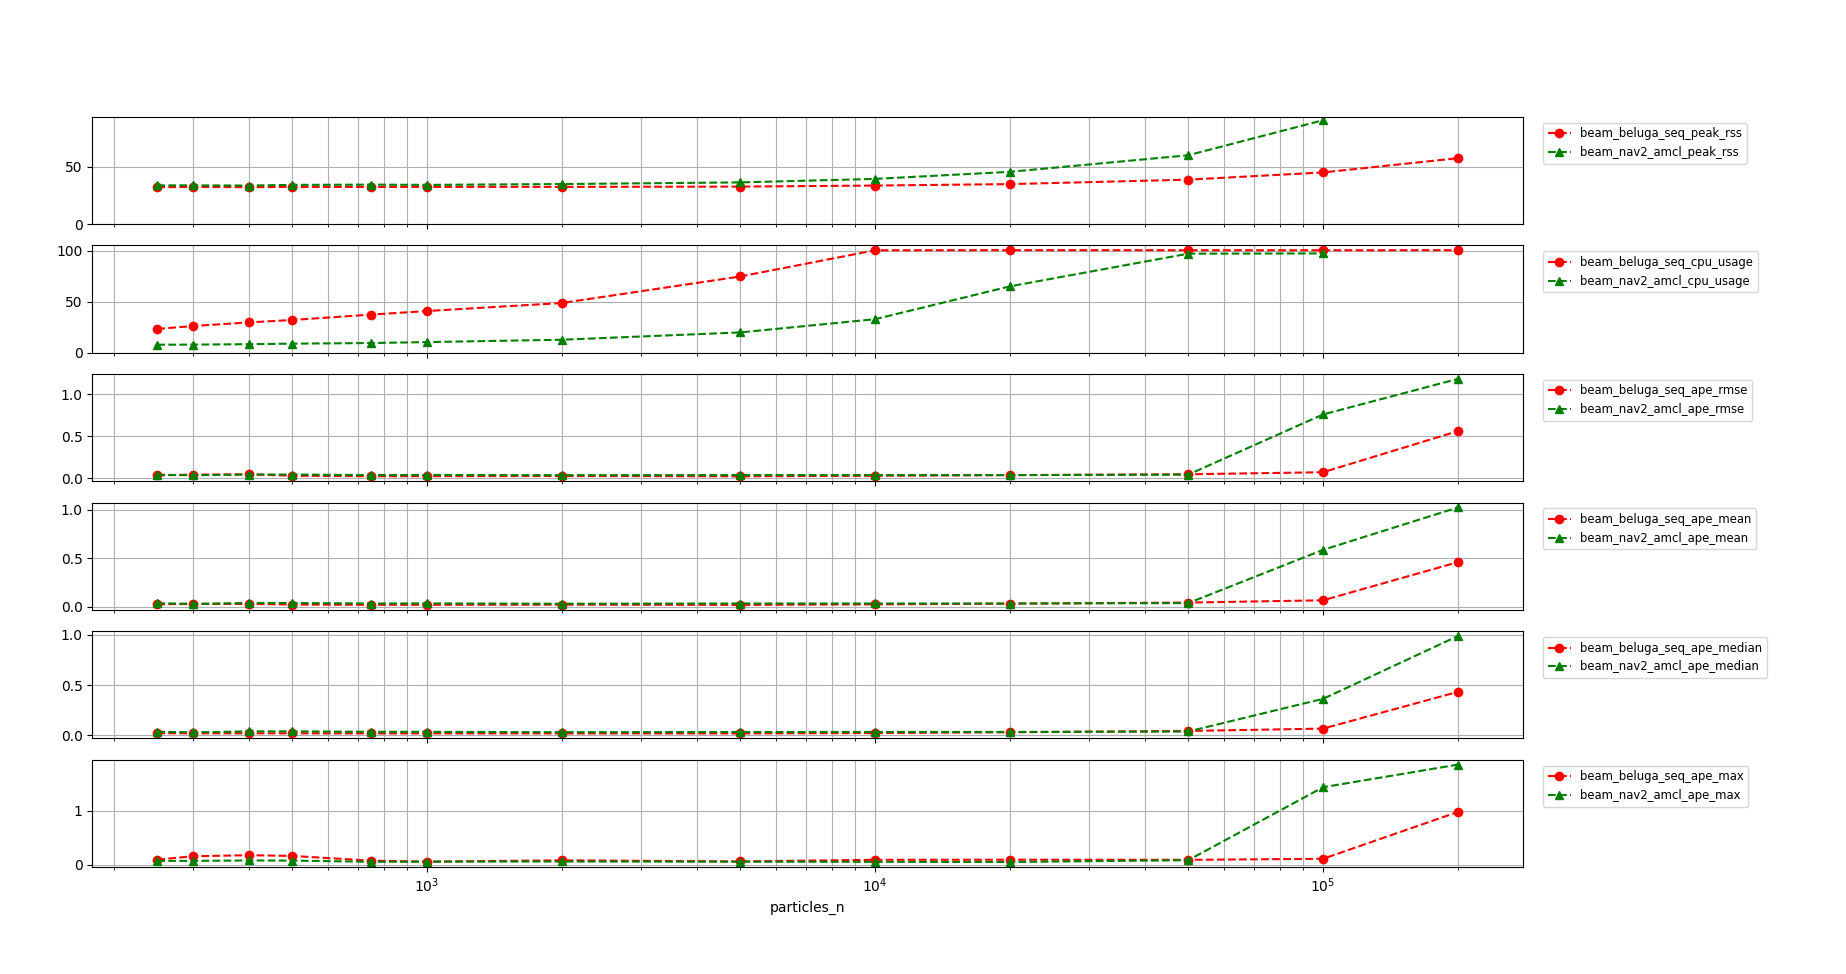 50
0
beam_beluga_seq_peak_rss
beam_nav2_amcl_peak_rss
100
50
0
beam_beluga_seq_cpu_usage
beam_nav2_amcl_cpu_usage
1.0
0.5
0.0
beam_beluga_seq_ape_rmse
beam_nav2_amcl_ape_rmse
1.0
0.5
0.0
beam_beluga_seq_ape_mean
beam_nav2_amcl_ape_mean
1.0
0.5
0.0
beam_beluga_seq_ape_median
beam_nav2_amcl_ape_median
1
0
beam_beluga_seq_ape_max
beam_nav2_amcl_ape_max
10³ 10⁴ 10⁵
particles_n